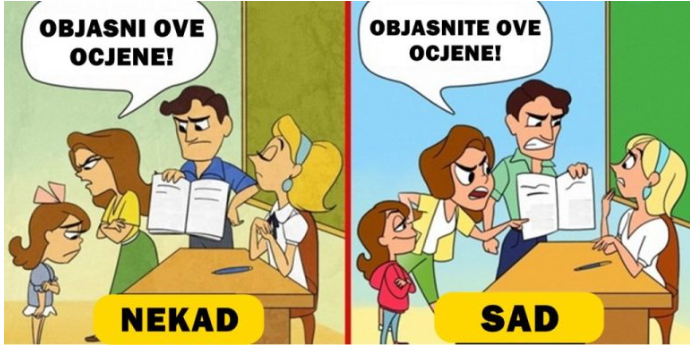 OBJASNI OVE
OCJENE!
OBJASNITE OVE
OCJENE!
NEKAD
SAD